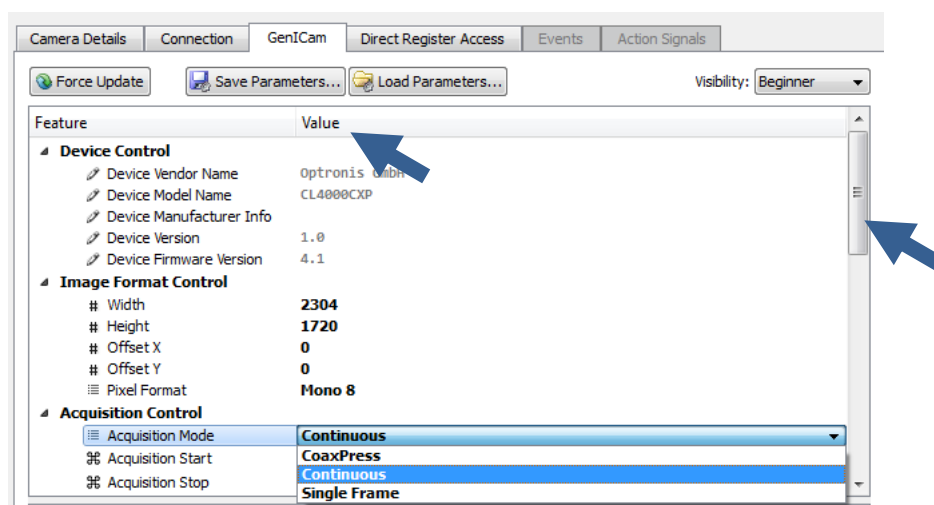 Camera Details Connection GenICam Direct Register Access Events Action Signals
Force Update Save Parameters... Load Parameters... Visibility: Beginner
Feature Value
Device Control
Device Vendor Name Optronis GmbH
Device Model Name CL4000CXP
Device Manufacturer Info
Device Version 1.0
Device Firmware Version 4.1
Image Format Control
# Width 2304
# Height 1720
# Offset X 0
# Offset Y 0
Pixel Format Mono 8
Acquisition Control
Acquisition Mode Continuous
⌘ Acquisition Start CoaxPress
Continuous
⌘ Acquisition Stop Single Frame